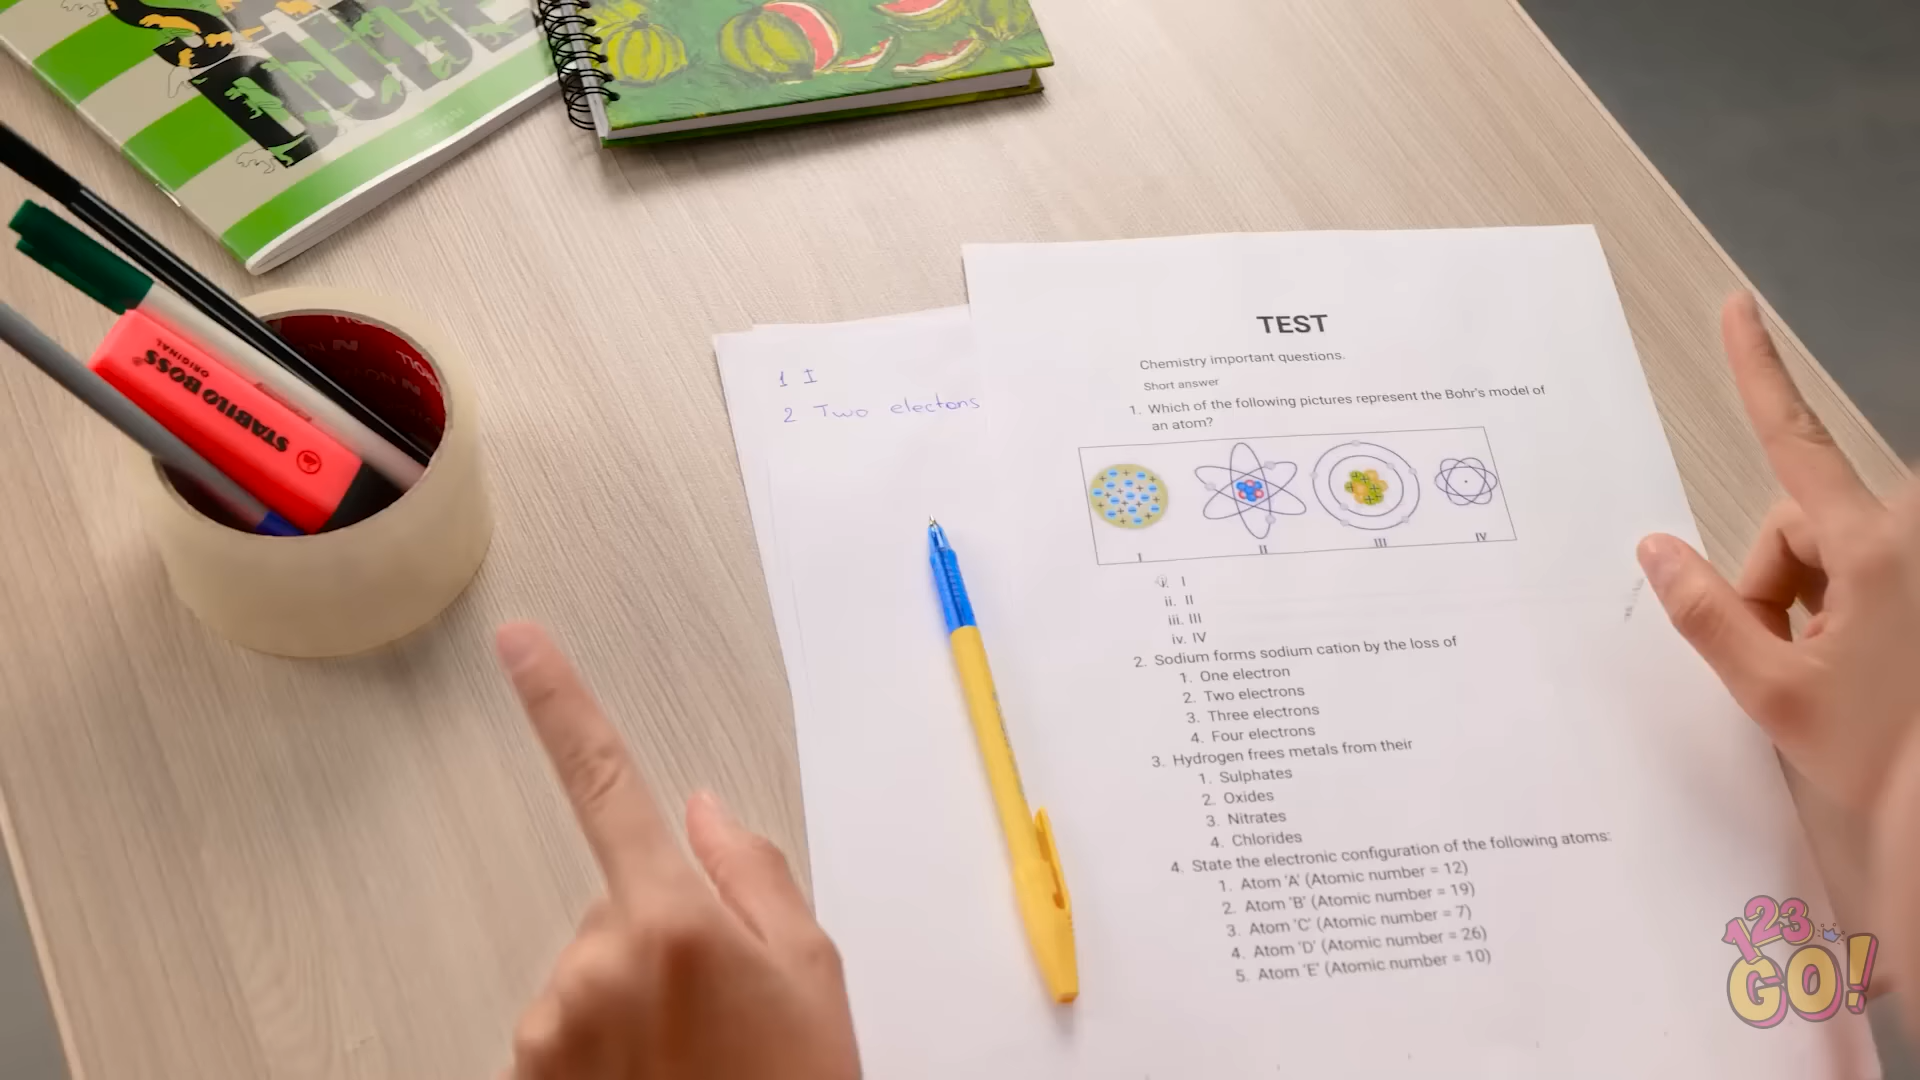 STABILO BOSS
ORIGINAL
1 I
2 Two electons
TEST
Chemistry important questions.
Short answer
1. Which of the following pictures represent the Bohr's model of
an atom?
I II III IV
i. I
ii. II
iii. III
iv. IV
2. Sodium forms sodium cation by the loss of
1. One electron
2. Two electrons
3. Three electrons
4. Four electrons
3. Hydrogen frees metals from their
1. Sulphates
2. Oxides
3. Nitrates
4. Chlorides
4. State the electronic configuration of the following atoms:
1. Atom 'A' (Atomic number = 12)
2. Atom 'B' (Atomic number = 19)
3. Atom 'C' (Atomic number = 7)
4. Atom 'D' (Atomic number = 26)
5. Atom 'E' (Atomic number = 10)
123
GO!